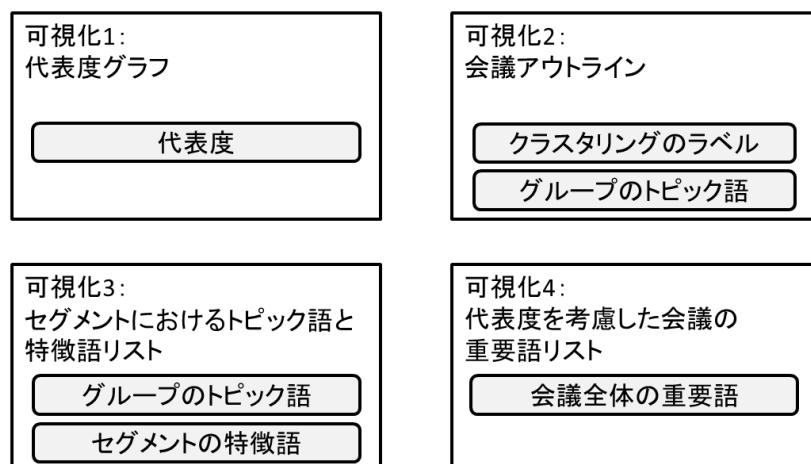 可視化1:
代表度グラフ
代表度
可視化2:
会議アウトライン
クラスタリングのラベル
グループのトピック語
可視化3:
セグメントにおけるトピック語と
特徴語リスト
グループのトピック語
セグメントの特徴語
可視化4:
代表度を考慮した会議の
重要語リスト
会議全体の重要語